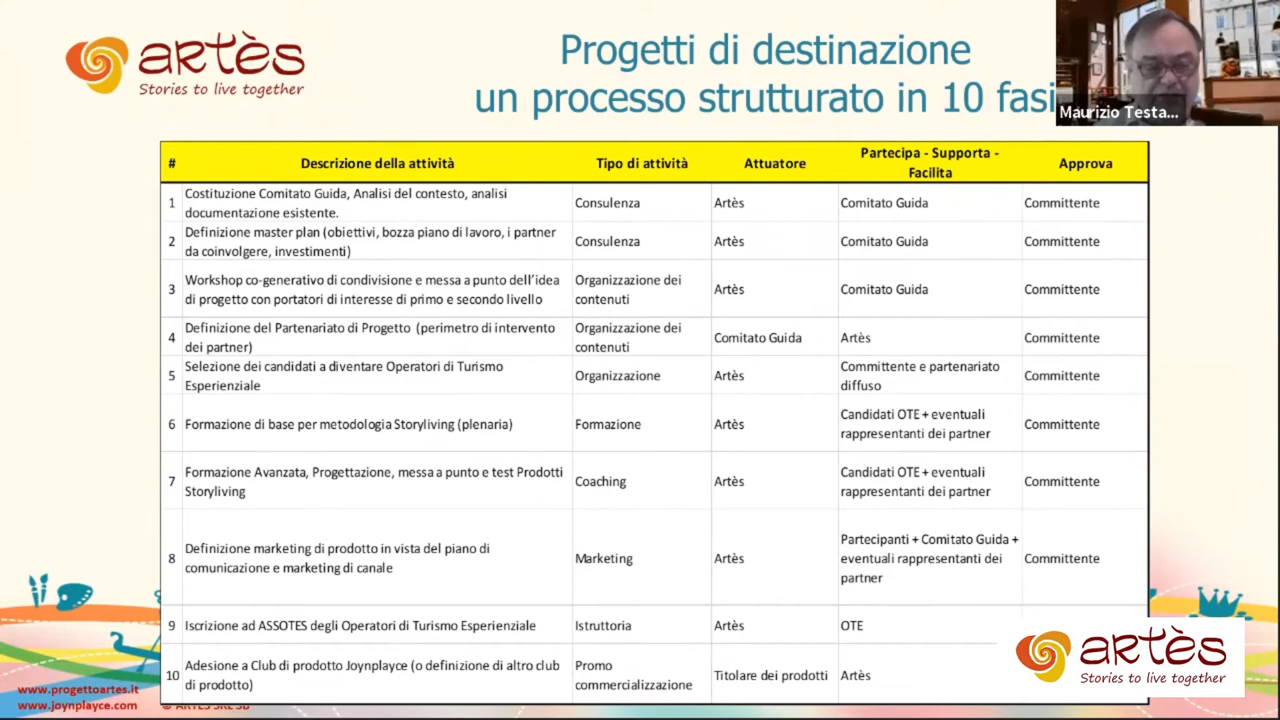 artès
Stories to live together
Progetti di destinazione
un processo strutturato in 10 fasi
Maurizio Testa...
# Descrizione della attività Tipo di attività Attuatore Partecipa - Supporta - Facilita Approva
1 Costituzione Comitato Guida, Analisi del contesto, analisi documentazione esistente. Consulenza Artès Comitato Guida Committente
2 Definizione master plan (obiettivi, bozza piano di lavoro, i partner da coinvolgere, investimenti) Consulenza Artès Comitato Guida Committente
3 Workshop co-generativo di condivisione e messa a punto dell'idea di progetto con portatori di interesse di primo e secondo livello Organizzazione dei contenuti Artès Comitato Guida Committente
4 Definizione del Partenariato di Progetto (perimetro di intervento dei partner) Organizzazione dei contenuti Comitato Guida Artès Committente
5 Selezione dei candidati a diventare Operatori di Turismo Esperienziale Organizzazione Artès Committente e partenariato diffuso Committente
6 Formazione di base per metodologia Storyliving (plenaria) Formazione Artès Candidati OTE + eventuali rappresentanti dei partner Committente
7 Formazione Avanzata, Progettazione, messa a punto e test Prodotti Storyliving Coaching Artès Candidati OTE + eventuali rappresentanti dei partner Committente
8 Definizione marketing di prodotto in vista del piano di comunicazione e marketing di canale Marketing Artès Partecipanti + Comitato Guida + eventuali rappresentanti dei partner Committente
9 Iscrizione ad ASSOTES degli Operatori di Turismo Esperienziale Istruttoria Artès OTE
10 Adesione a Club di prodotto Joynplayce (o definizione di altro club di prodotto) Promo commercializzazione Titolare dei prodotti Artès
artès
Stories to live together
www.progettoartes.it
www.joynplayce.com
© ARTÈS SRL SB